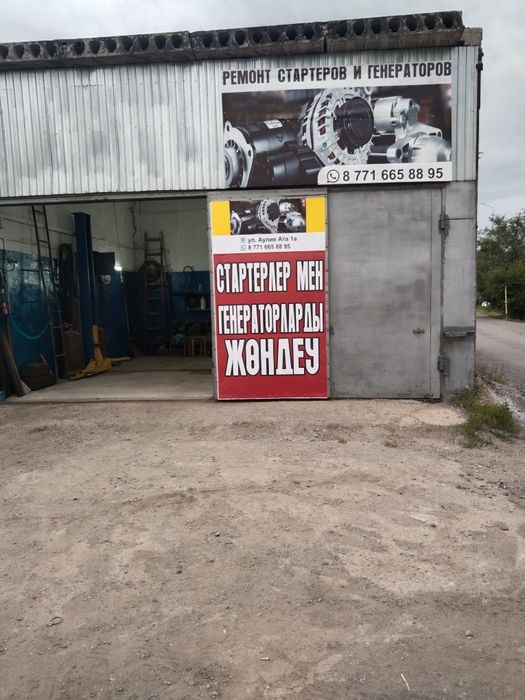 РЕМОНТ СТАРТЕРОВ И ГЕНЕРАТОРОВ
8 771 665 88 95
ул. Аулие Ата 1а
8 771 665 88 95
СТАРТЕРЛЕР МЕН
ГЕНЕРАТОРЛАРДЫ
ЖӨНДЕУ